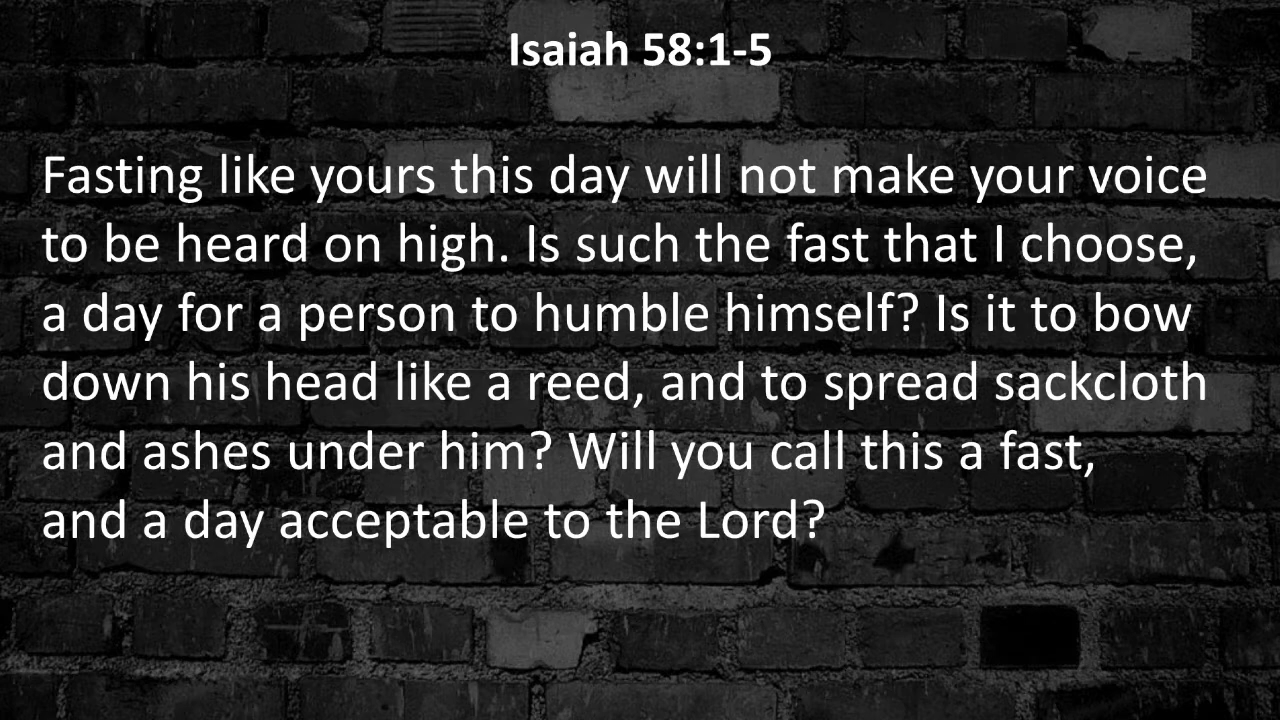 Isaiah 58:1-5
Fasting like yours this day will not make your voice
to be heard on high. Is such the fast that I choose,
a day for a person to humble himself? Is it to bow
down his head like a reed, and to spread sackcloth
and ashes under him? Will you call this a fast,
and a day acceptable to the Lord?